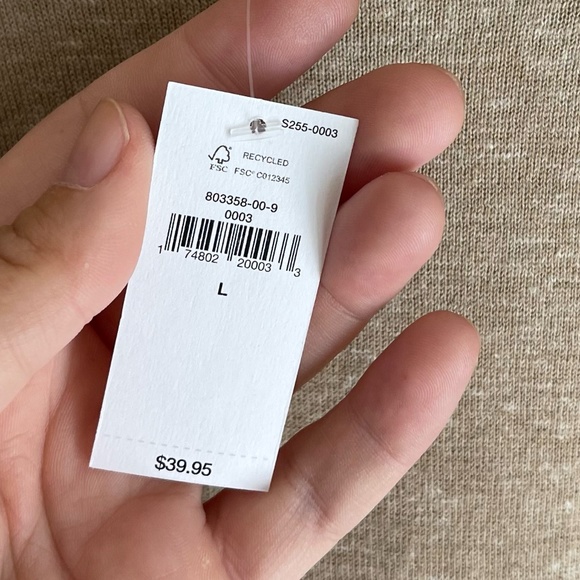 S255-0003
RECYCLED
FSC
FSC® C012345
803358-00-9
0003
1 74802 20003 3
L
$39.95